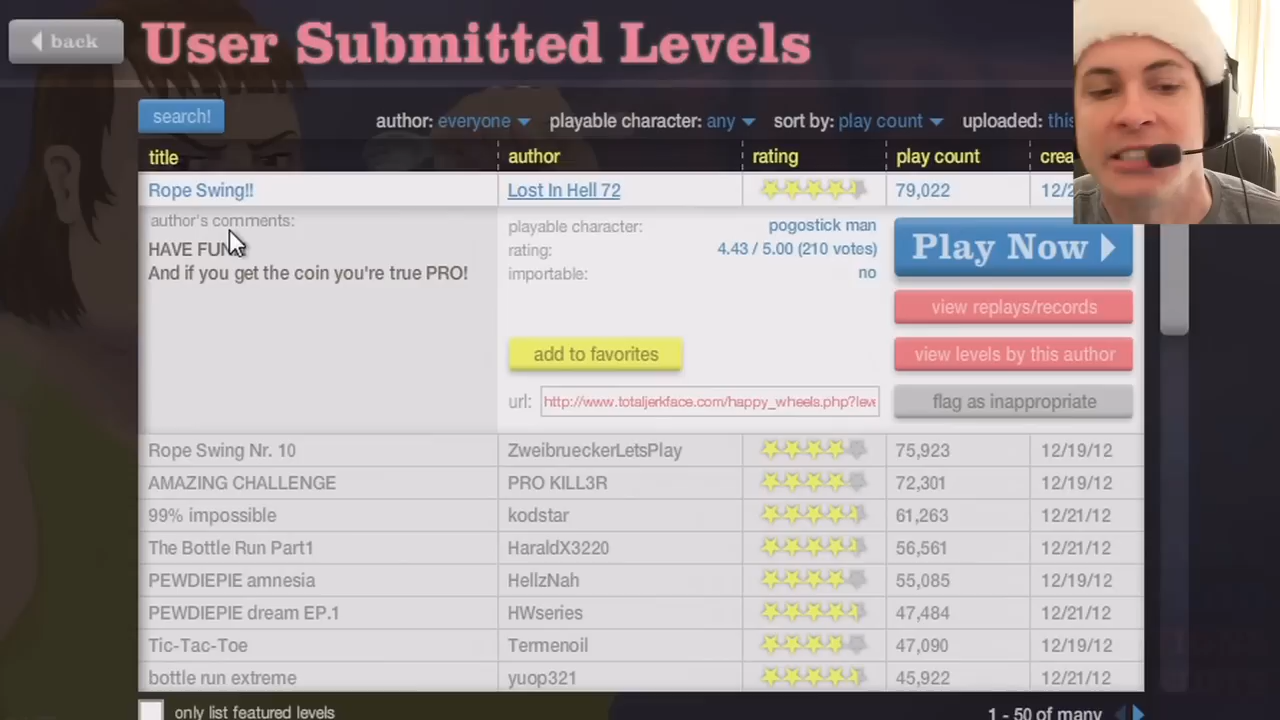 back
User Submitted Levels
search!
author: everyone playable character: any sort by: play count uploaded: this
title author rating play count
Rope Swing!! Lost In Hell 72 79,022
author's comments:
HAVE FUN
And if you get the coin you're true PRO!
playable character: pogostick man
rating: 4.43 / 5.00 (210 votes)
importable: no
add to favorites
url: http://www.totaljerkface.com/happy_wheels.php?lev
Play Now
view replays/records
view levels by this author
flag as inappropriate
Rope Swing Nr. 10 ZweibrueckerLetsPlay 75,923 12/19/12
AMAZING CHALLENGE PRO KILL3R 72,301 12/19/12
99% impossible kodstar 61,263 12/21/12
The Bottle Run Part1 HaraldX3220 56,561 12/21/12
PEWDIEPIE amnesia HellzNah 55,085 12/19/12
PEWDIEPIE dream EP.1 HWseries 47,484 12/21/12
Tic-Tac-Toe Termenoil 47,090 12/19/12
bottle run extreme yuop321 45,922 12/21/12
only list featured levels
1 - 50 of many